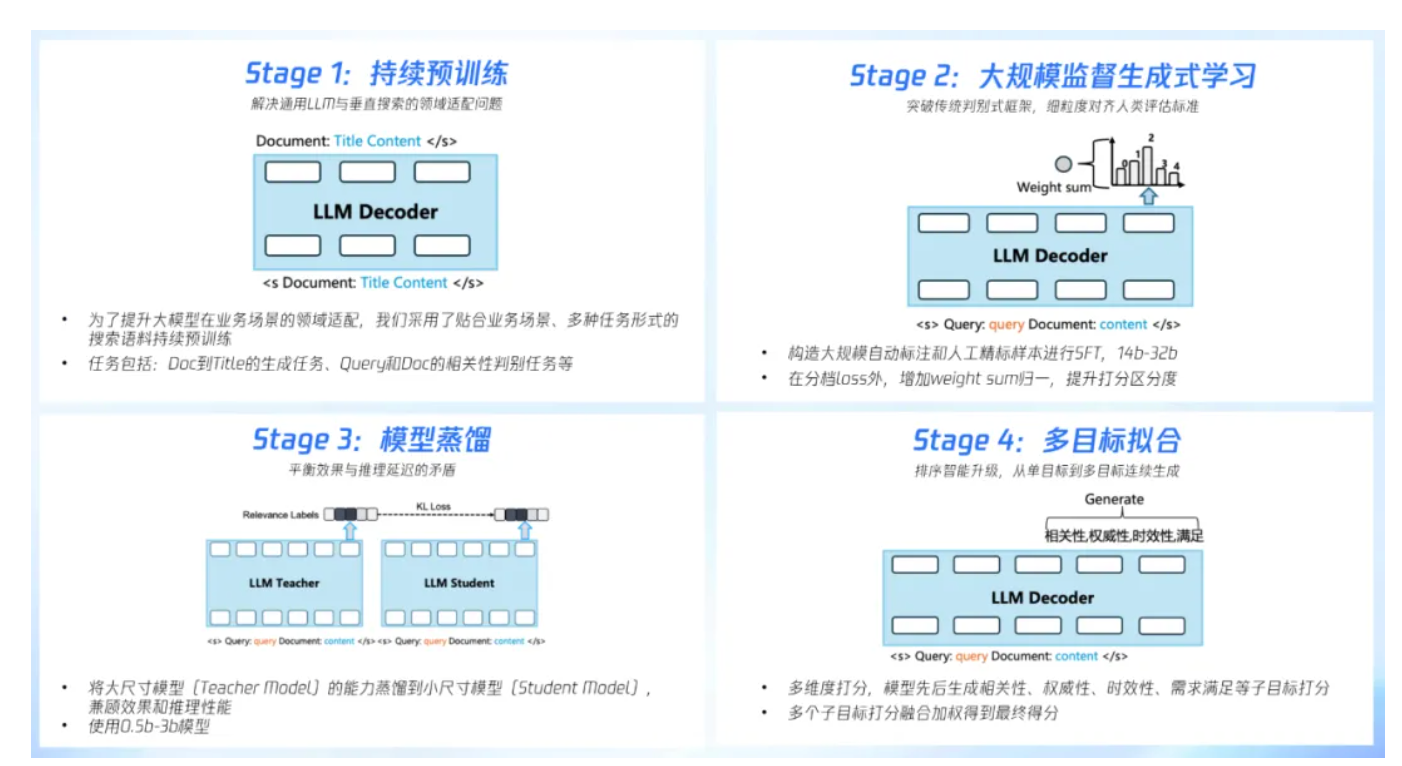 Stage 1: 持续预训练
解决通用LLM与垂直搜索的领域适配问题
Document: Title Content </s>
LLM Decoder
<s Document: Title Content </s>
• 为了提升大模型在业务场景的领域适配，我们采用了贴合业务场景、多种任务形式的
搜索语料持续预训练
• 任务包括：Doc到Title的生成任务、Query和Doc的相关性判别任务等
Stage 2: 大规模监督生成式学习
突破传统判别式框架，细粒度对齐人类评估标准
0 1 2 3 4
Weight sum
LLM Decoder
<s> Query: query Document: content </s>
• 构造大规模自动标注和人工精标样本进行SFT，14b-32b
• 在分档loss外，增加weight sum归一，提升打分区分度
Stage 3: 模型蒸馏
平衡效果与推理延迟的矛盾
Relevance Labels
KL Loss
LLM Teacher
LLM Student
<s> Query: query Document: content </s> <s> Query: query Document: content </s>
• 将大尺寸模型（Teacher Model）的能力蒸馏到小尺寸模型（Student Model），
兼顾效果和推理性能
• 使用0.5b-3b模型
Stage 4: 多目标拟合
排序智能升级，从单目标到多目标连续生成
Generate
相关性,权威性,时效性,满足
LLM Decoder
<s> Query: query Document: content </s>
• 多维度打分，模型先后生成相关性、权威性、时效性、需求满足等子目标打分
• 多个子目标打分融合加权得到最终得分